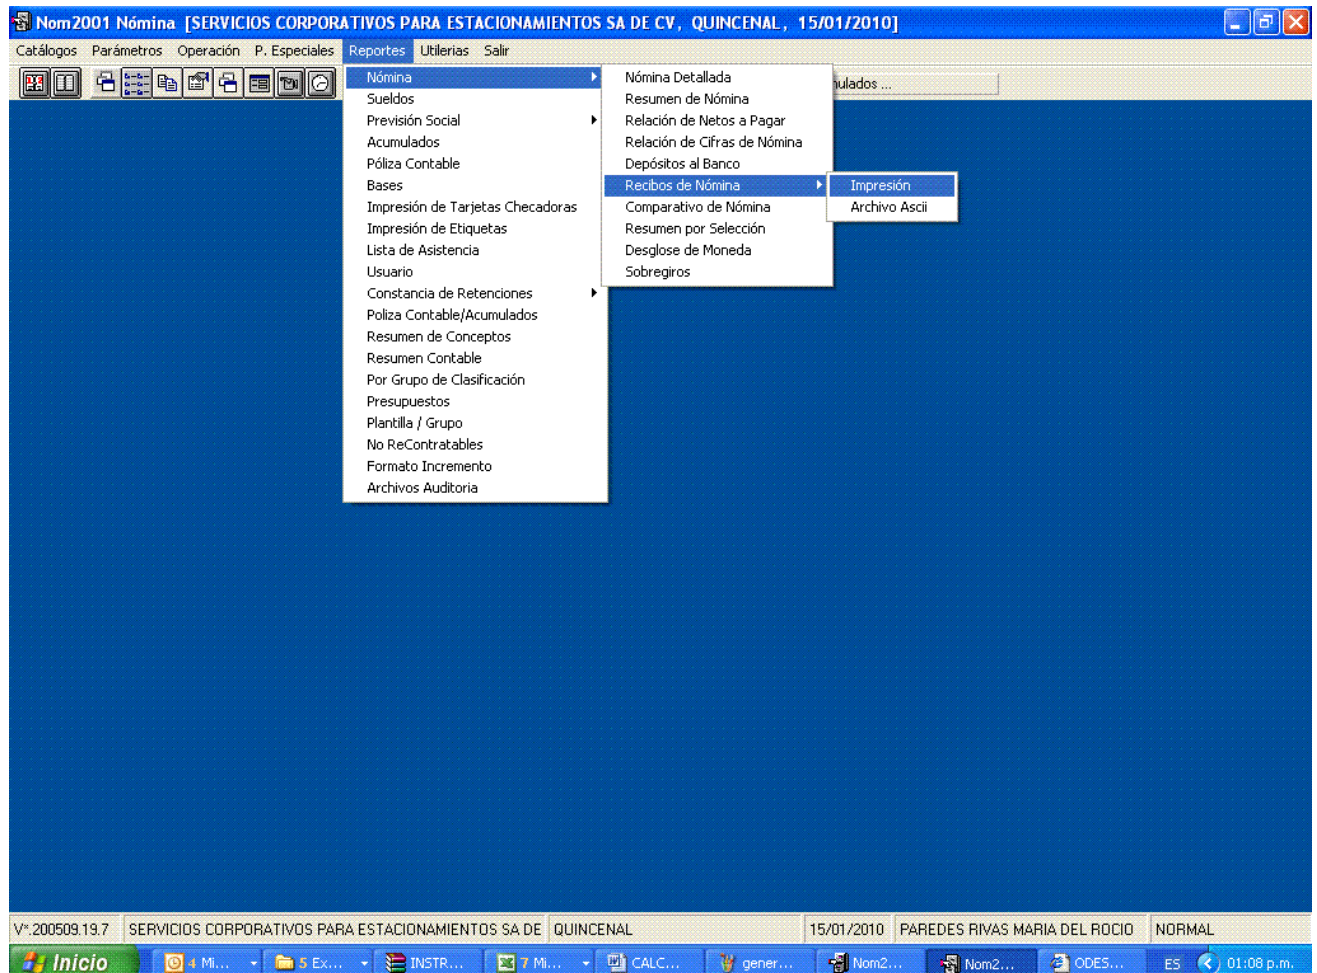 Nom2001 Nómina [SERVICIOS CORPORATIVOS PARA ESTACIONAMIENTOS SA DE CV, QUINCENAL, 15/01/2010]
Catálogos Parámetros Operación P. Especiales Reportes Utilerias Salir
Nómina
Sueldos
Previsión Social
Acumulados
Póliza Contable
Bases
Impresión de Tarjetas Checadoras
Impresión de Etiquetas
Lista de Asistencia
Usuario
Constancia de Retenciones
Poliza Contable/Acumulados
Resumen de Conceptos
Resumen Contable
Por Grupo de Clasificación
Presupuestos
Plantilla / Grupo
No ReContratables
Formato Incremento
Archivos Auditoria
Nómina Detallada
Resumen de Nómina
Relación de Netos a Pagar
Relación de Cifras de Nómina
Depósitos al Banco
Recibos de Nómina
Comparativo de Nómina
Resumen por Selección
Desglose de Moneda
Sobregiros
Impresión
Archivo Ascii
nulados ...
V*.200509.19.7 SERVICIOS CORPORATIVOS PARA ESTACIONAMIENTOS SA DE QUINCENAL 15/01/2010 PAREDES RIVAS MARIA DEL ROCIO NORMAL
Inicio 4 Mi... 5 Ex... INSTR... 7 Mi... CALC... gener... Nom2... Nom2... ODES... ES 01:08 p.m.